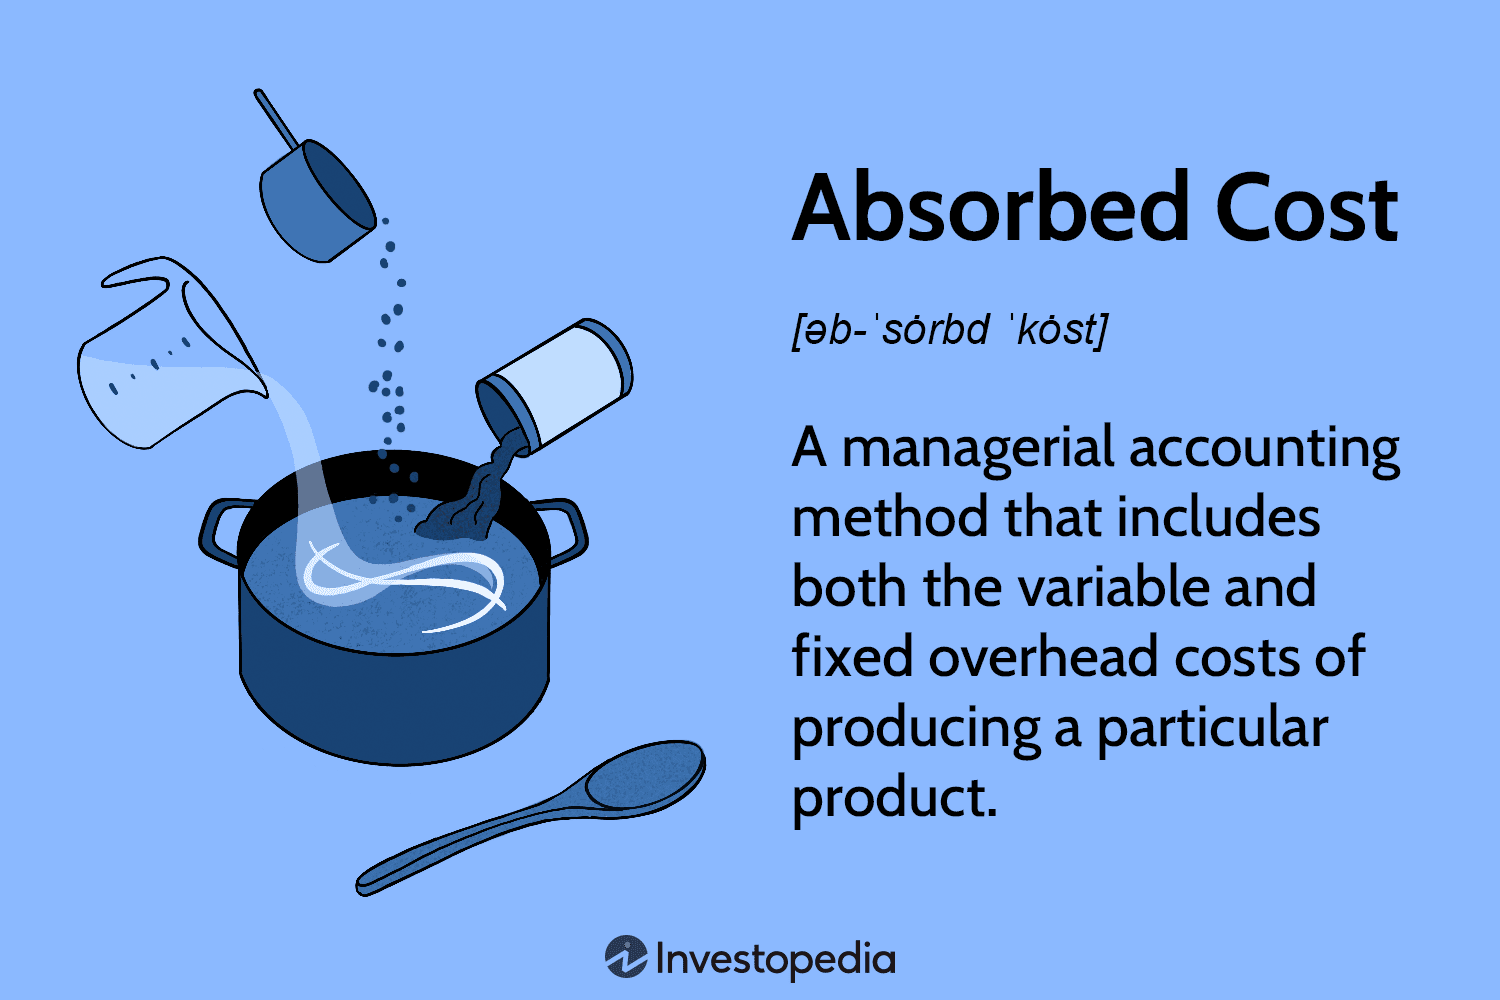 Absorbed Cost
[əb-ˈsȯrbd ˈkȯst]
A managerial accounting
method that includes
both the variable and
fixed overhead costs of
producing a particular
product.
Investopedia